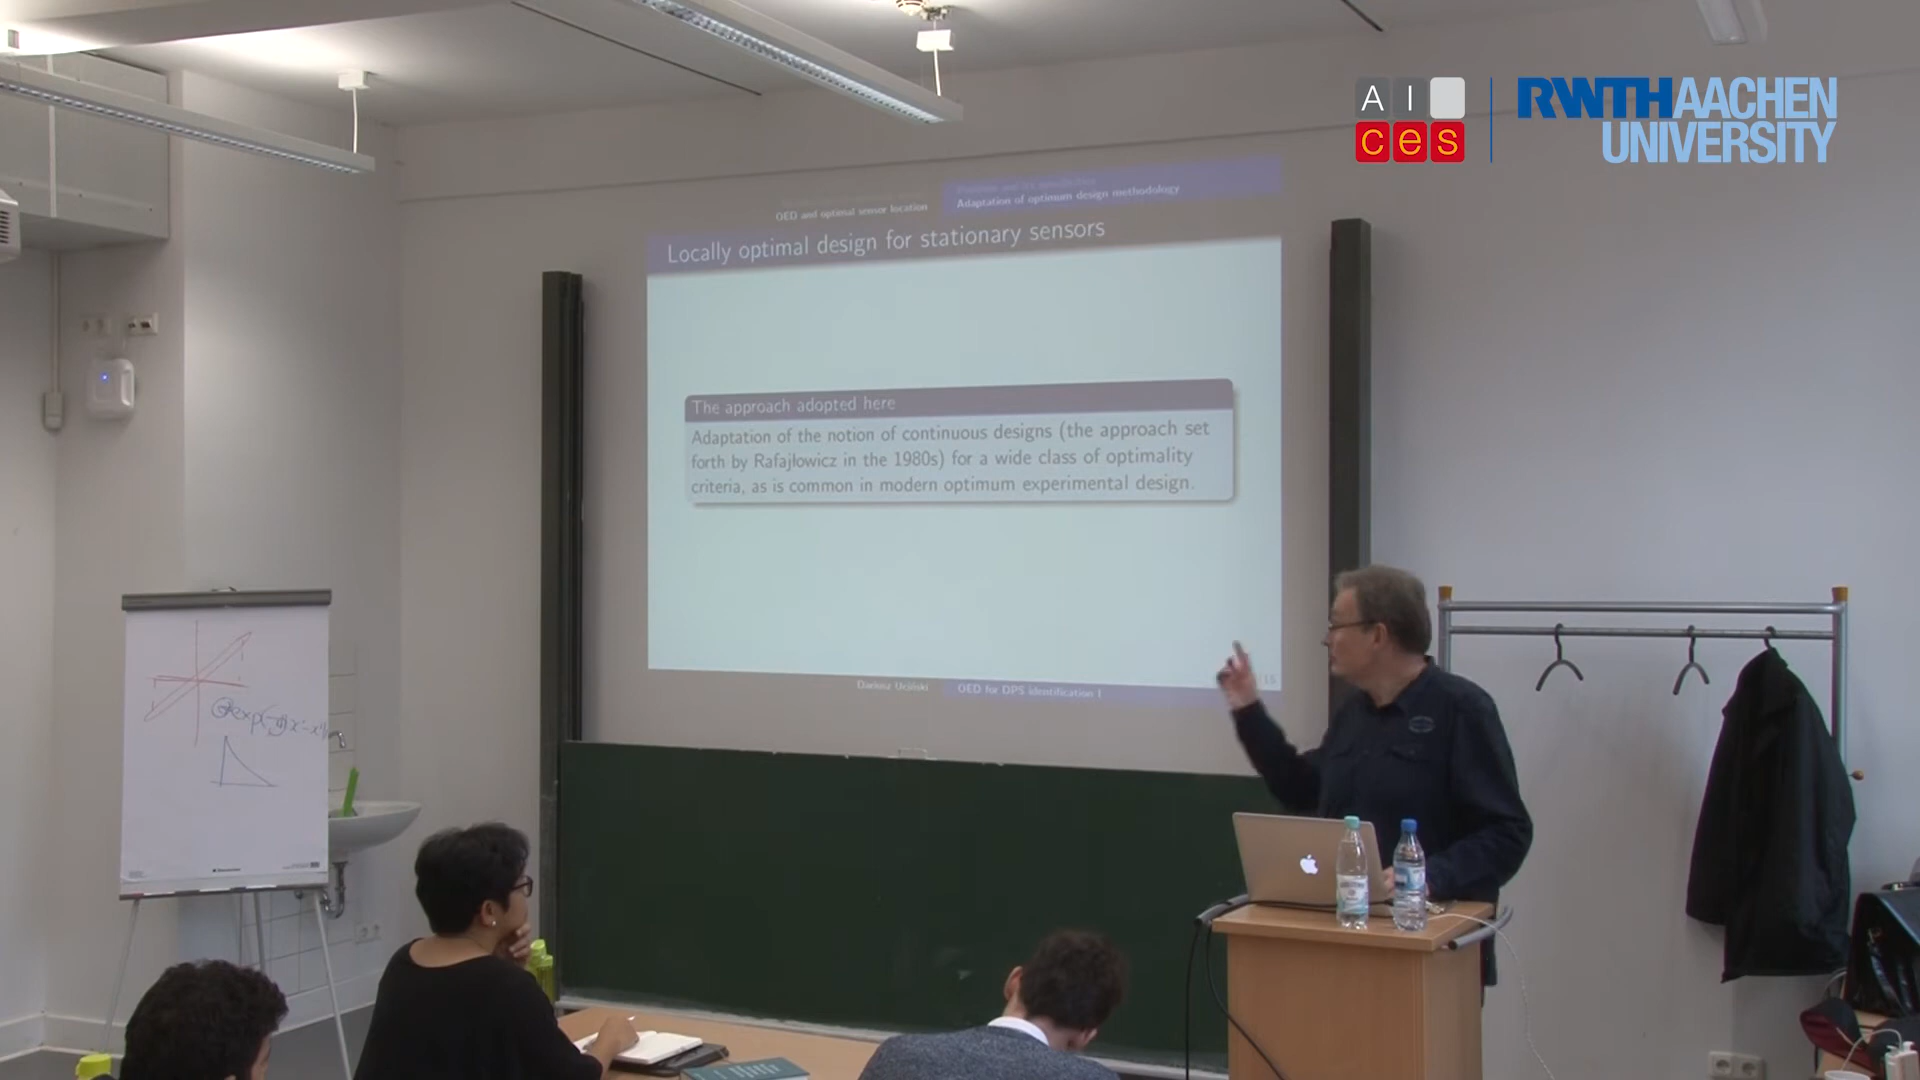 AICES
RWTHAACHEN
UNIVERSITY
OED and optimal sensor location
Adaptation of optimum design methodology
Locally optimal design for stationary sensors
The approach adopted here
Adaptation of the notion of continuous designs (the approach set
forth by Rafajłowicz in the 1980s) for a wide class of optimality
criteria, as is common in modern optimum experimental design.
Dariusz Uciński
OED for DPS identification I